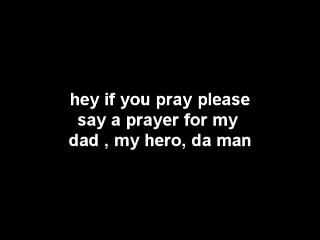 hey if you pray please
say a prayer for my
dad , my hero, da man